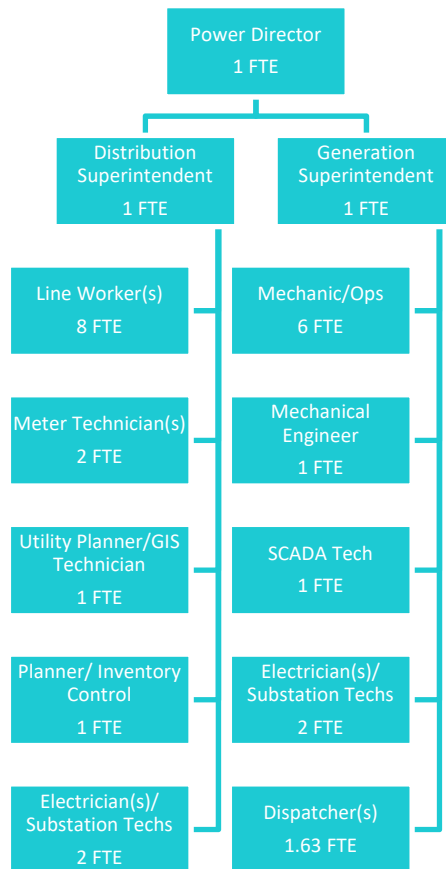 Power Director
1 FTE
Distribution
Superintendent
1 FTE
Generation
Superintendent
1 FTE
Line Worker(s)
8 FTE
Mechanic/Ops
6 FTE
Meter Technician(s)
2 FTE
Mechanical
Engineer
1 FTE
Utility Planner/GIS
Technician
1 FTE
SCADA Tech
1 FTE
Planner/ Inventory
Control
1 FTE
Electrician(s)/
Substation Techs
2 FTE
Electrician(s)/
Substation Techs
2 FTE
Dispatcher(s)
1.63 FTE